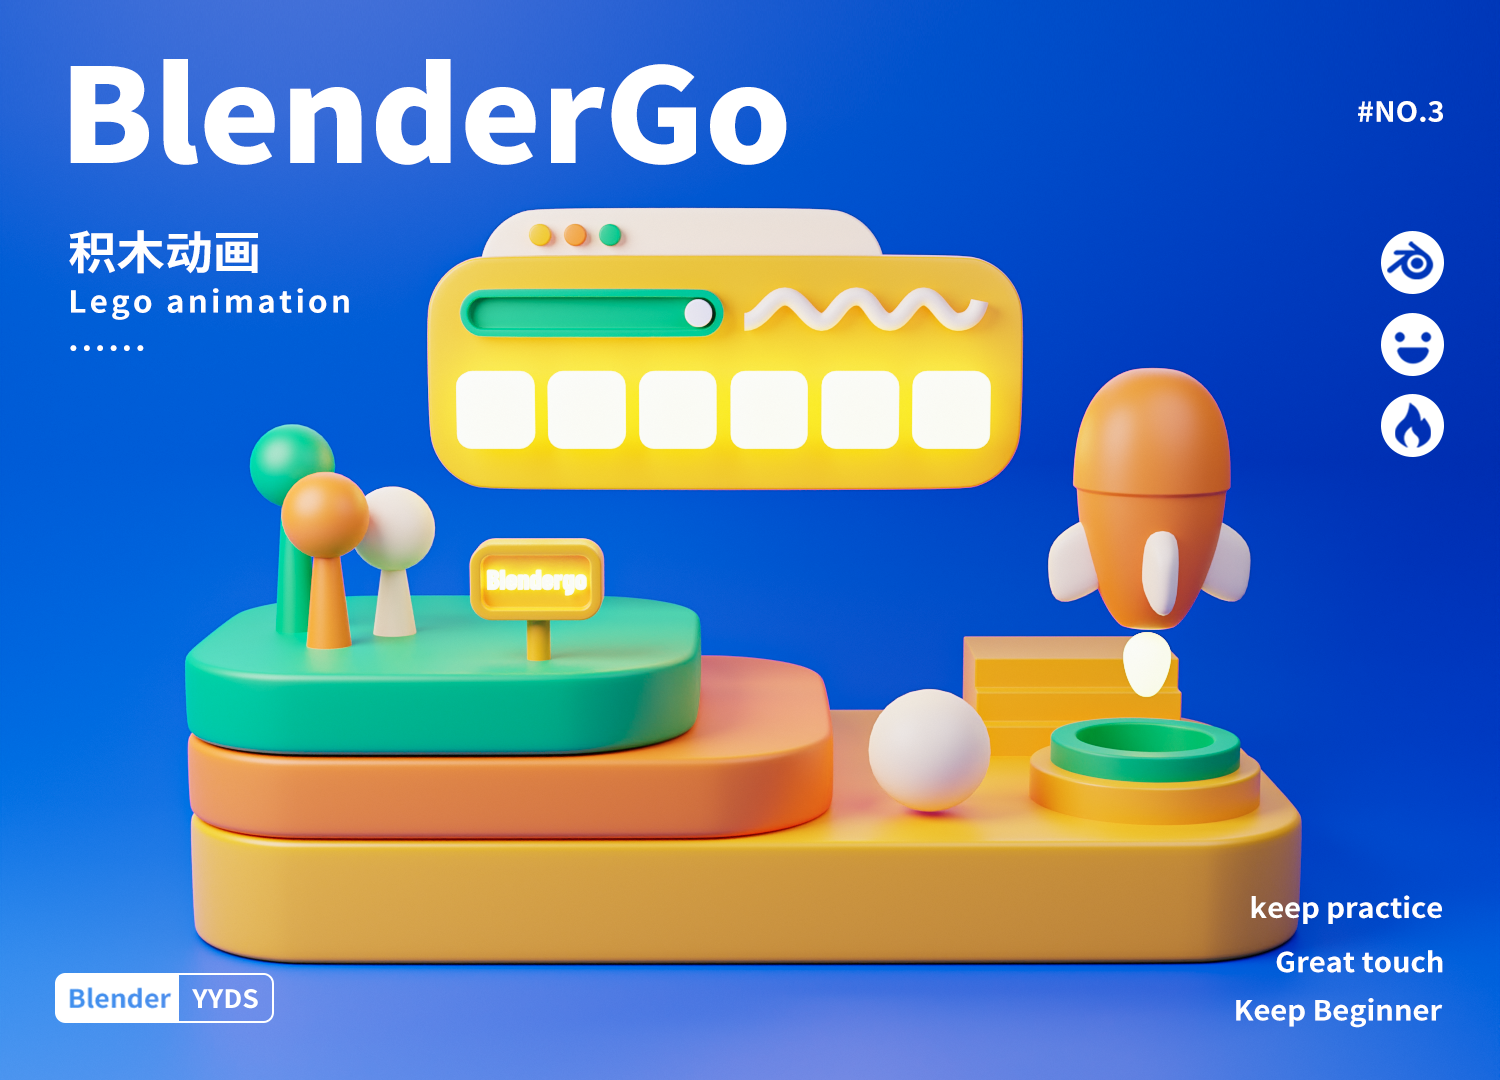 BlenderGo
#NO.3
积木动画
Lego animation
......
Blendergo
keep practice
Great touch
Keep Beginner
Blender YYDS